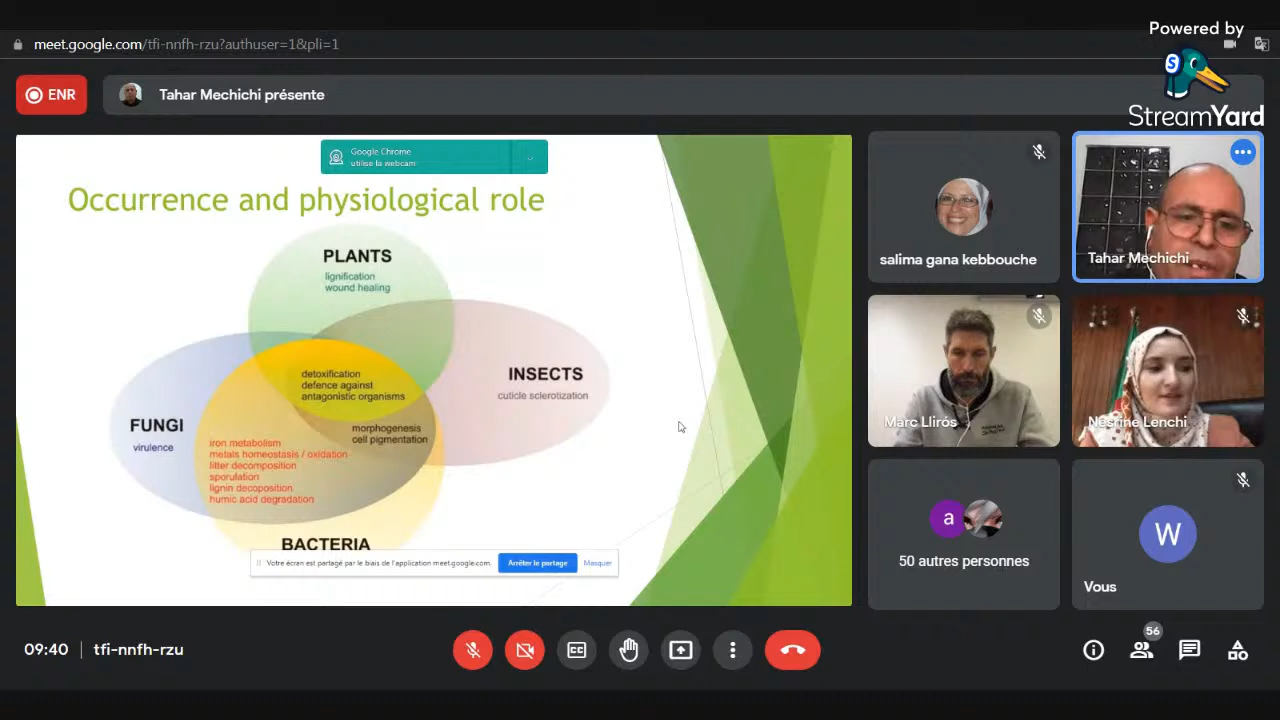 Powered by
StreamYard
meet.google.com/tfi-nnfh-rzu?authuser=1&pli=1
ENR
Tahar Mechichi présente
Google Chrome
utilise la webcam
Occurrence and physiological role
PLANTS
lignification
wound healing
detoxification
defence against
antagonistic organisms
INSECTS
cuticle sclerotization
FUNGI
virulence
morphogenesis
cell pigmentation
iron metabolism
metals homeostasis / oxidation
litter decomposition
sporulation
lignin decoposition
humic acid degradation
BACTERIA
Votre écran est partagé par le biais de l'application meet.google.com.
Arrêter le partage
Masquer
salima gana kebbouche
Tahar Mechichi
Marc Llirós
Nesrine Lenchi
a
50 autres personnes
W
Vous
09:40
tfi-nnfh-rzu
CC
56